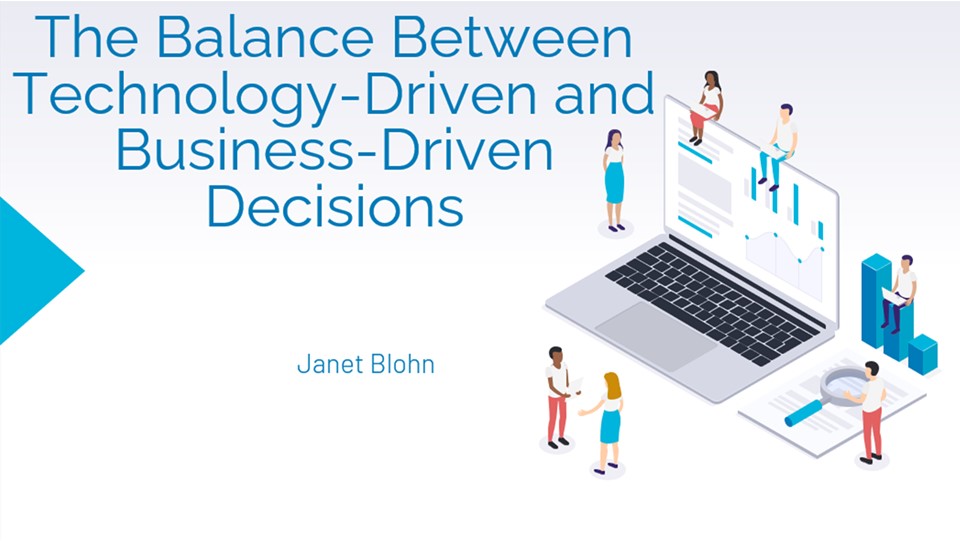 The Balance Between
Technology-Driven and
Business-Driven
Decisions
Janet Blohn